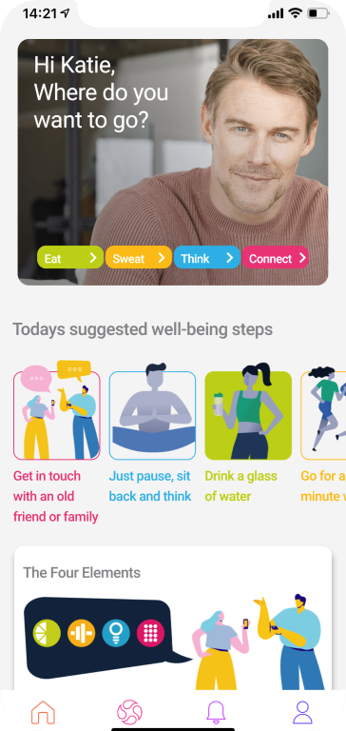 14:21
Hi Katie,
Where do you
want to go?
Eat
Sweat
Think
Connect
Todays suggested well-being steps
Get in touch
with an old
friend or family
Just pause, sit
back and think
Drink a glass
of water
Go for a
minute w
The Four Elements